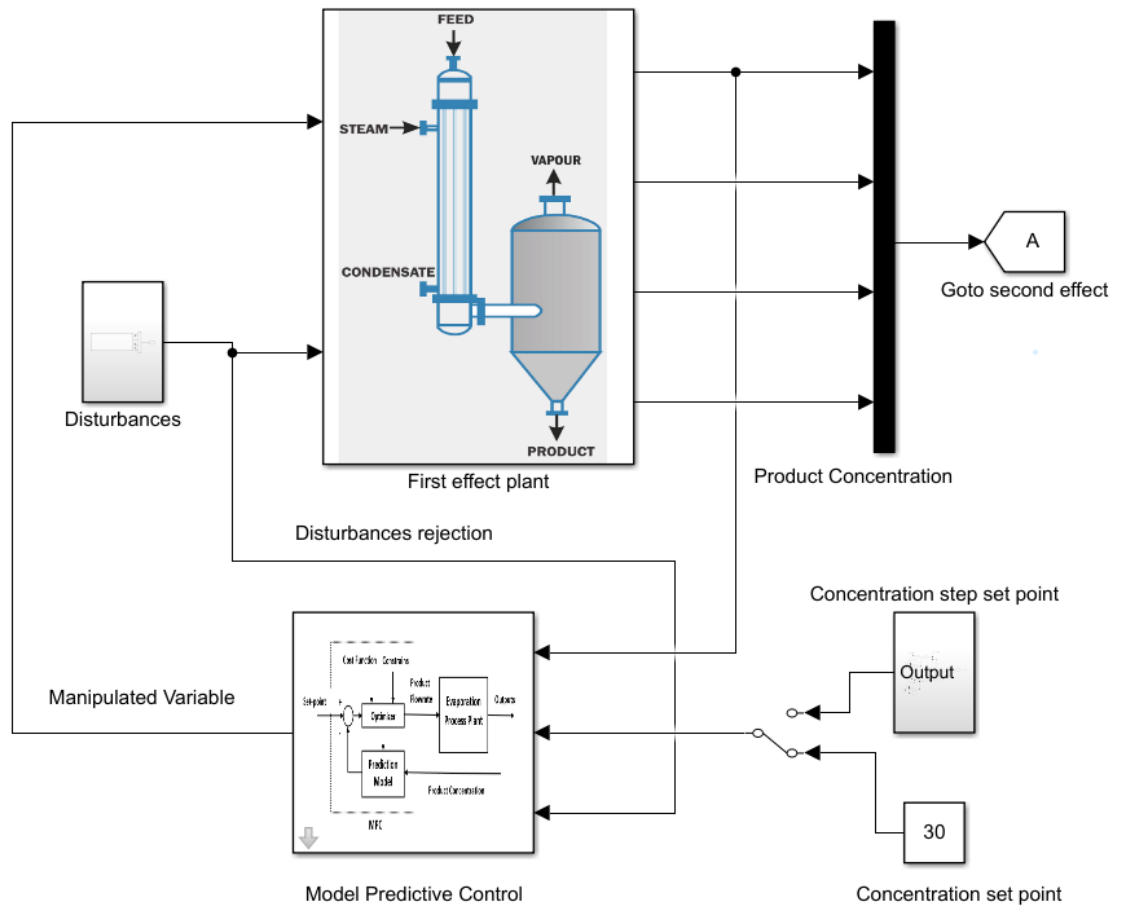 FEED
STEAM
VAPOUR
CONDENSATE
PRODUCT
First effect plant
A
Goto second effect
Disturbances
Product Concentration
Disturbances rejection
Concentration step set point
Output
Manipulated Variable
Cost Function Constrains
Set-point
+
Optimiser
Product
Flowrate
Evaporation
Process Plant
Outputs
-
Prediction
Model
Product Concentration
MPC
30
Model Predictive Control
Concentration set point